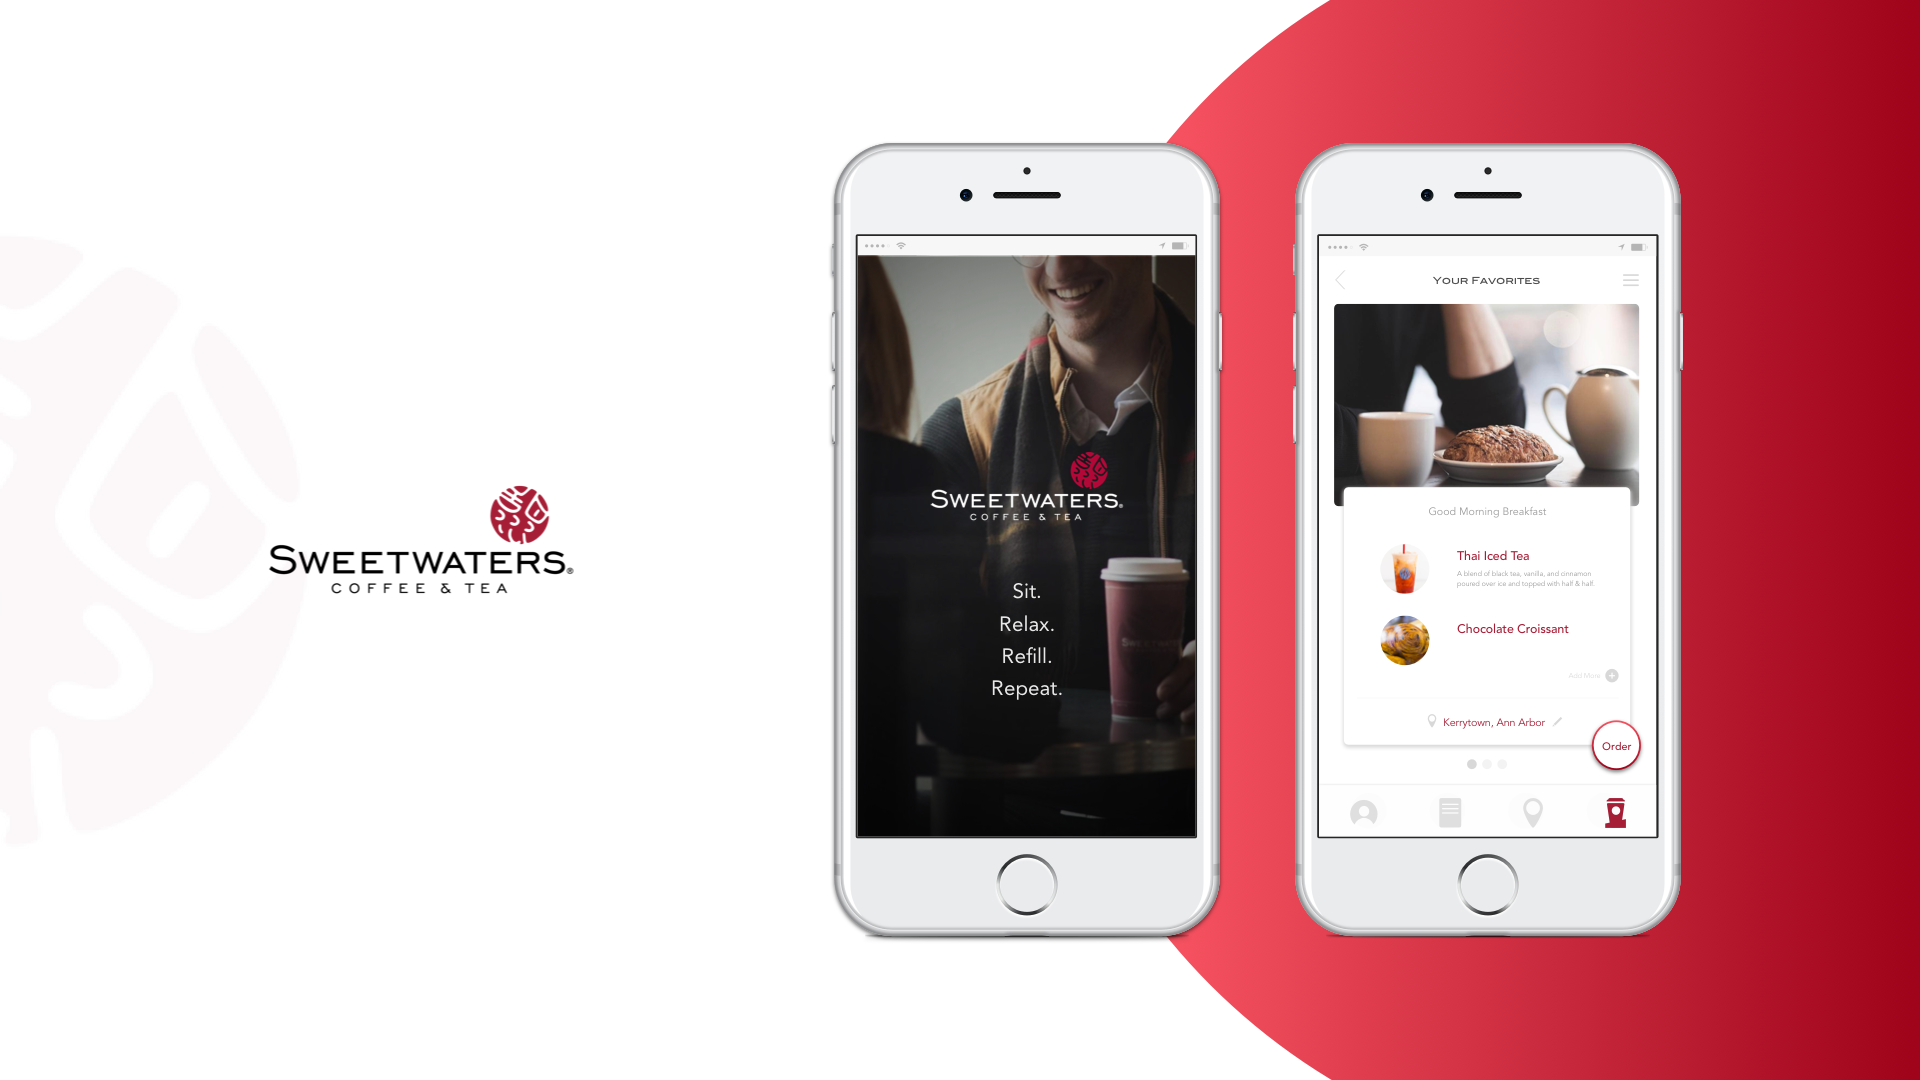 SWEETWATERS®
COFFEE & TEA
SWEETWATERS®
COFFEE & TEA
Sit.
Relax.
Refill.
Repeat.
SWEETWATERS
YOUR FAVORITES
Good Morning Breakfast
Thai Iced Tea
A blend of black tea, vanilla, and cinnamon
poured over ice and topped with half & half.
Chocolate Croissant
Add More
Kerrytown, Ann Arbor
Order